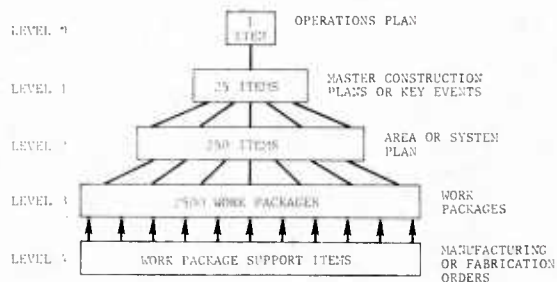 LEVEL
1
ITEM
OPERATIONS PLAN
LEVEL 1
25 ITEMS
MASTER CONSTRUCTION
PLANS OR KEY EVENTS
LEVEL 2
250 ITEMS
AREA OR SYSTEM
PLAN
LEVEL 3
2500 WORK PACKAGES
WORK
PACKAGES
LEVEL
WORK PACKAGE SUPPORT ITEMS
MANUFACTURING
OR FABRICATION
ORDERS